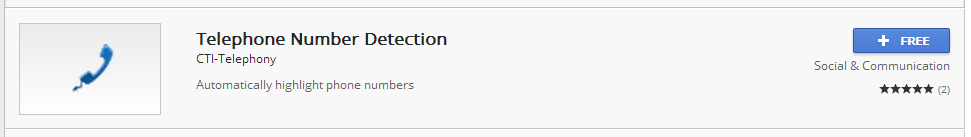 Telephone Number Detection
CTI-Telephony
Automatically highlight phone numbers
+ FREE
Social & Communication
★★★★★ (2)